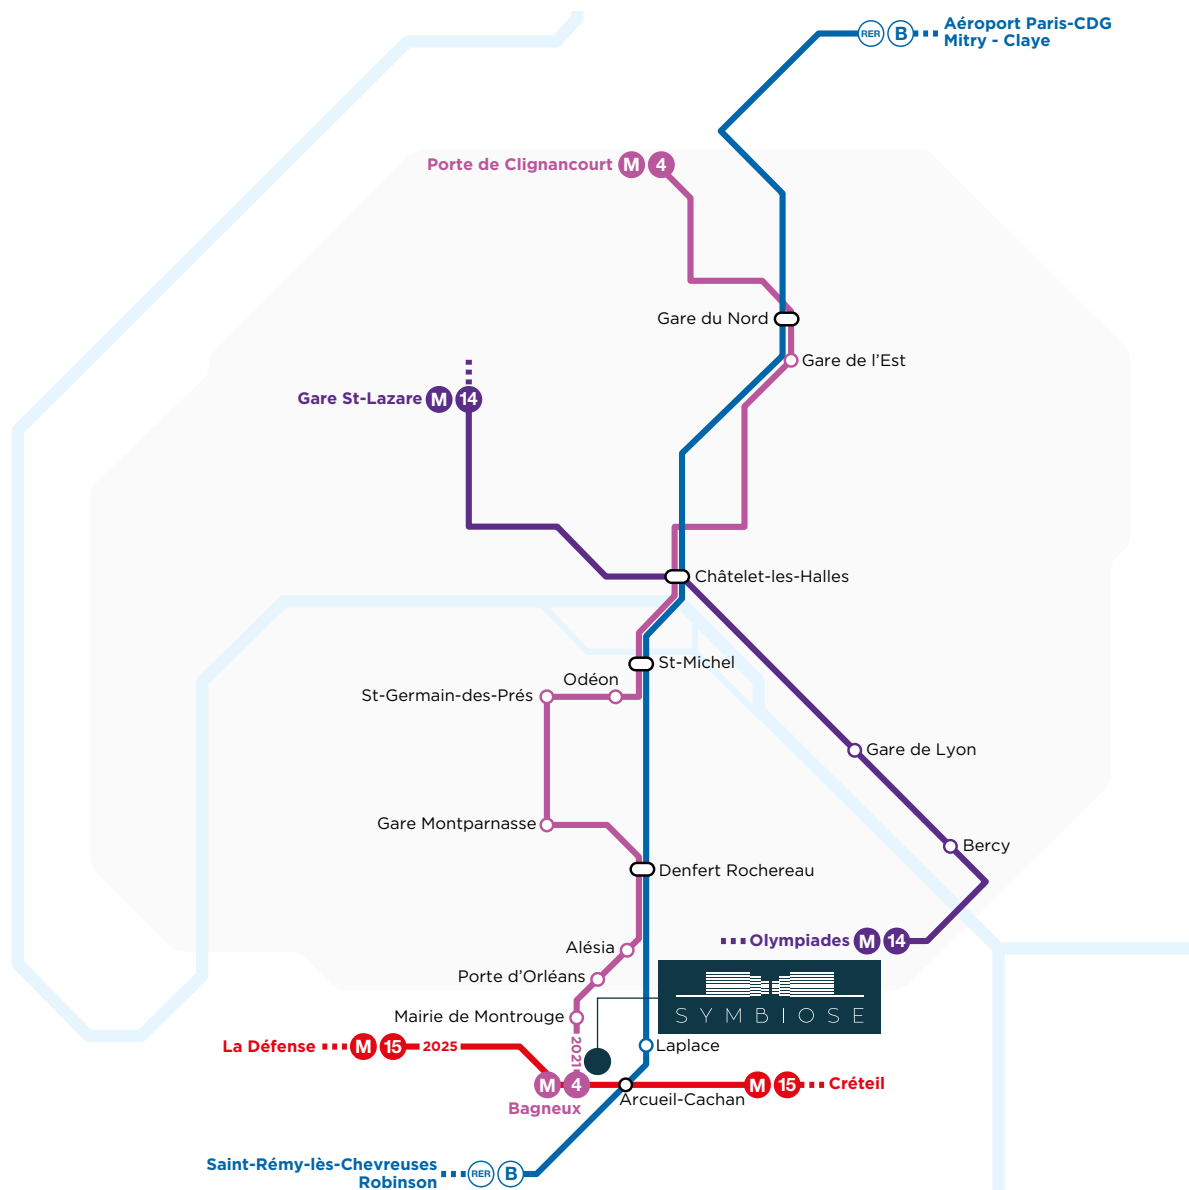 RER B Aéroport Paris-CDG
Mitry - Claye
Porte de Clignancourt M 4
Gare du Nord
Gare de l'Est
Gare St-Lazare M 14
Châtelet-les-Halles
St-Michel
Odéon
St-Germain-des-Prés
Gare de Lyon
Gare Montparnasse
Bercy
Denfert Rochereau
Olympiades M 14
Alésia
Porte d'Orléans
SYMBIOSE
Mairie de Montrouge
2021
La Défense M 15 2025
Laplace
M 4
M 15 Créteil
Arcueil-Cachan
Bagneux
Saint-Rémy-lès-Chevreuses
Robinson
RER B